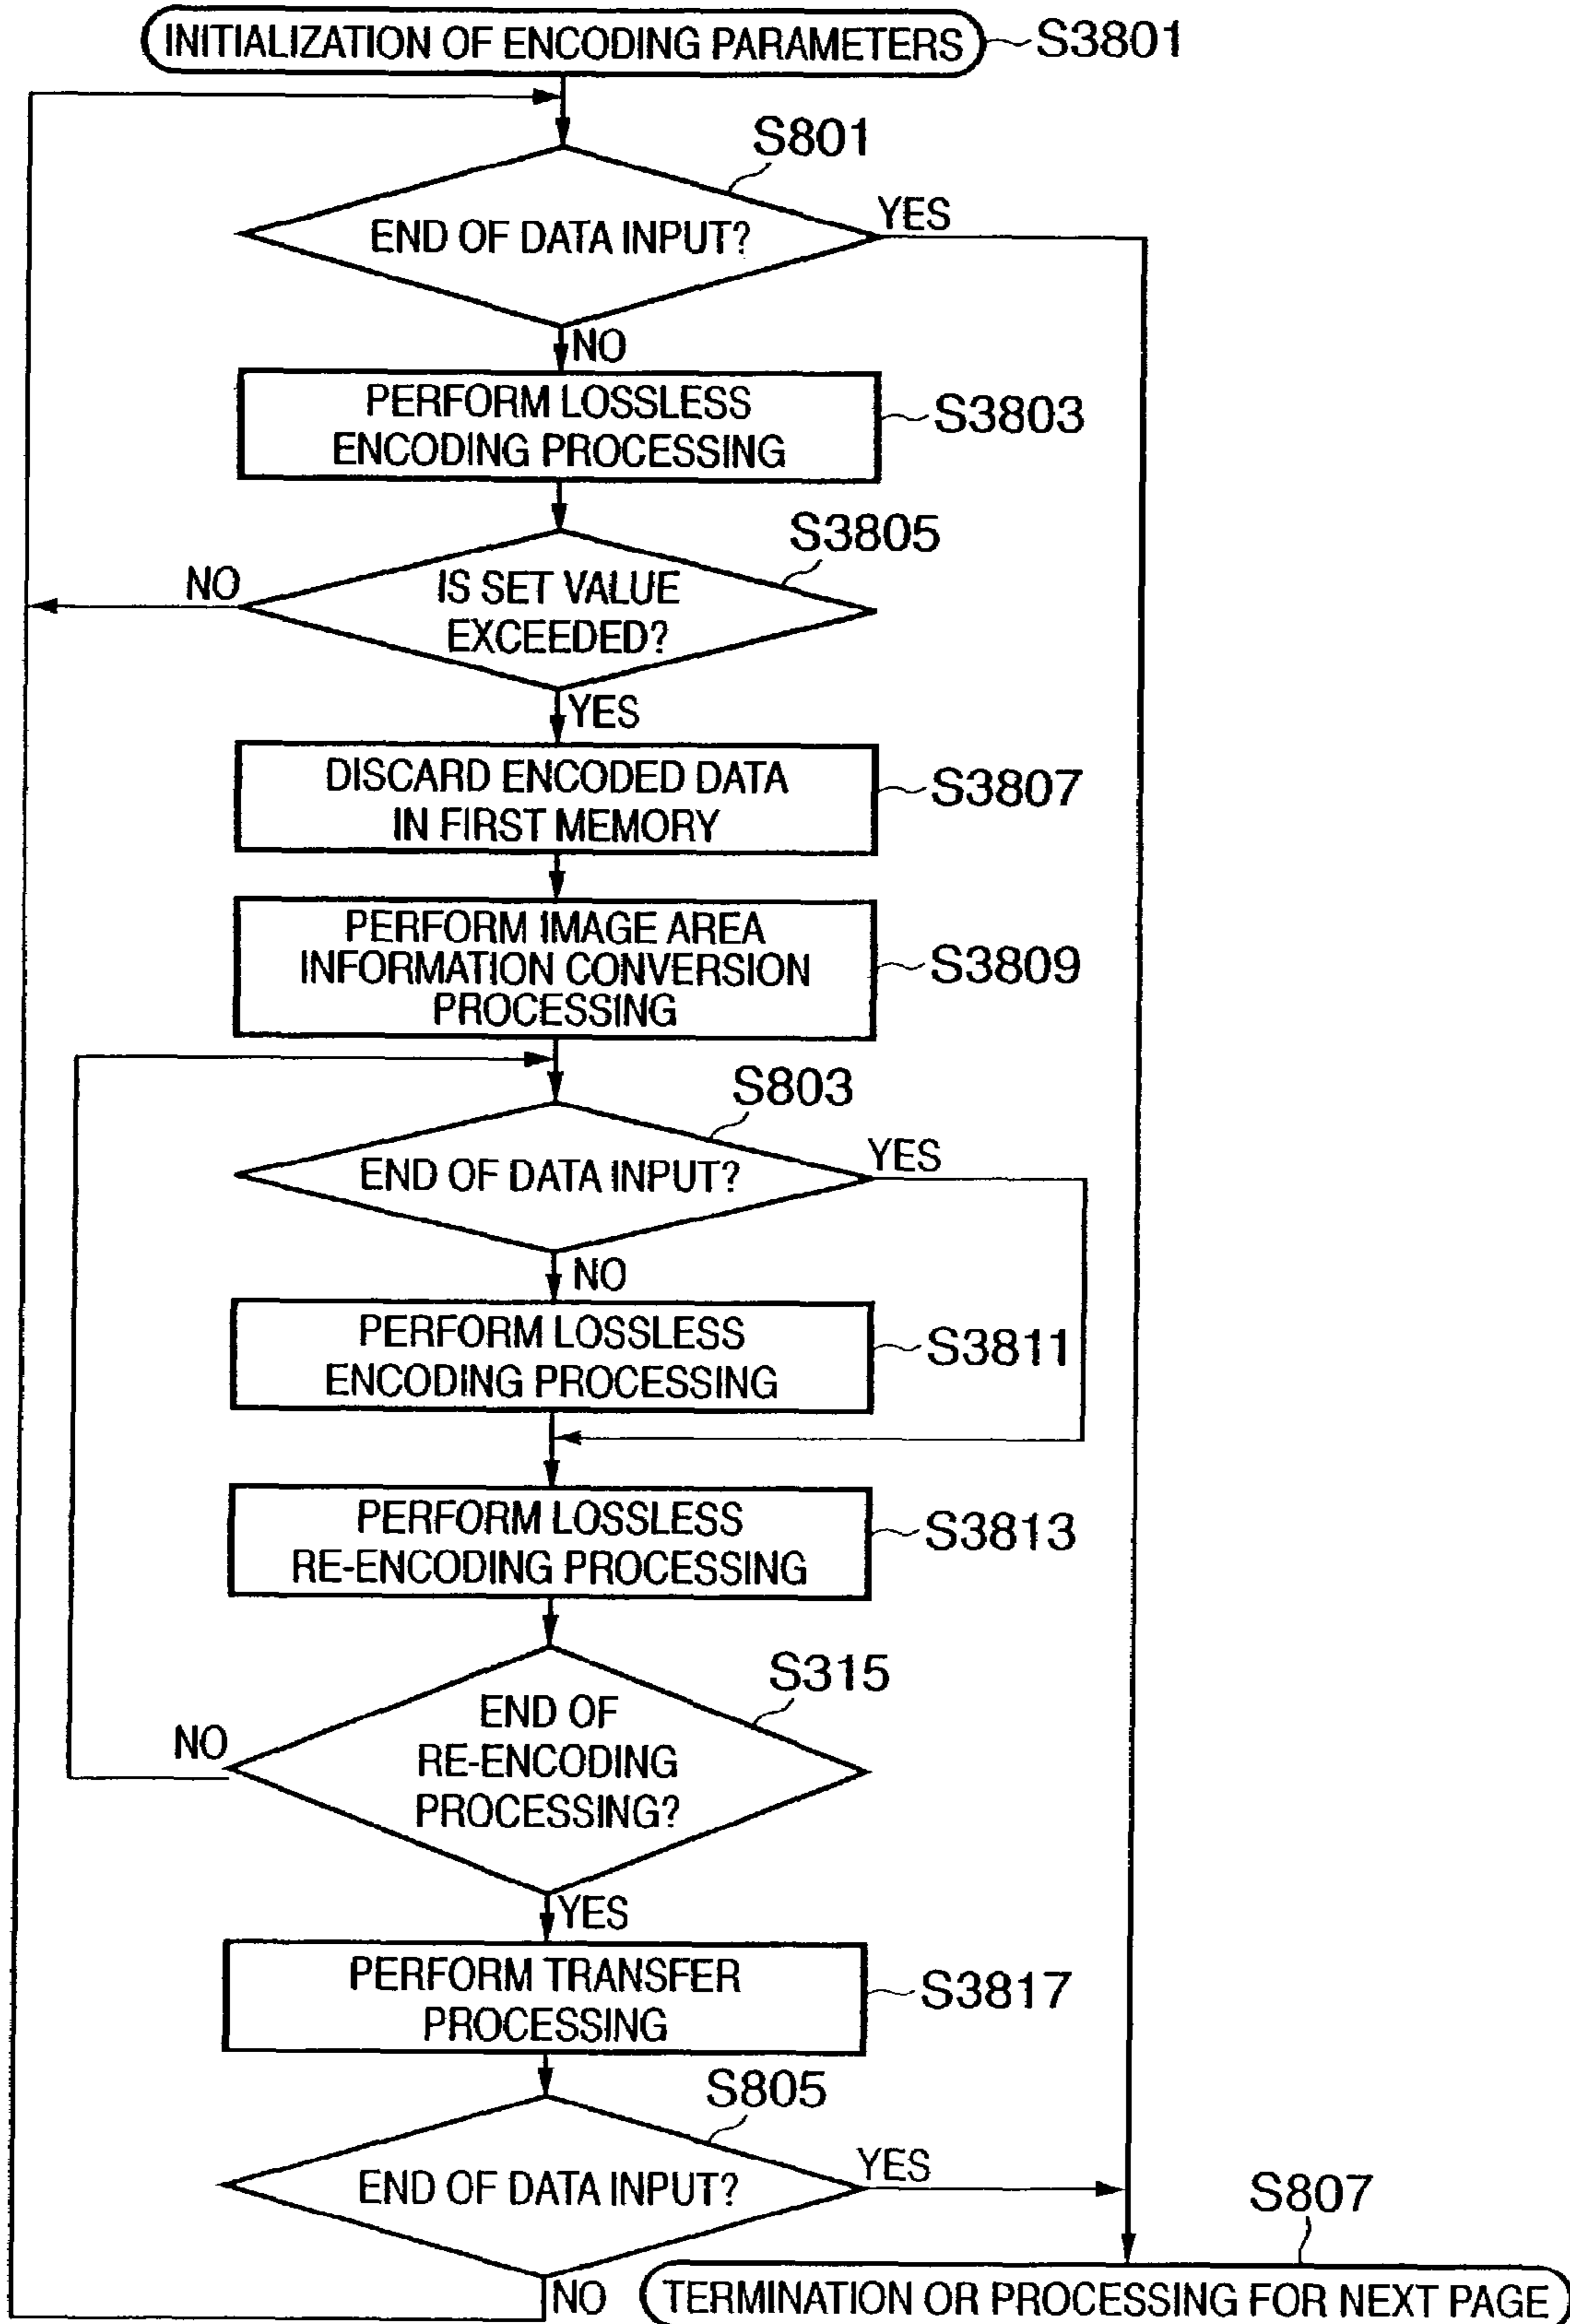 INITIALIZATION OF ENCODING PARAMETERS
S3801
S801
END OF DATA INPUT?
YES
NO
PERFORM LOSSLESS
ENCODING PROCESSING
S3803
S3805
NO
IS SET VALUE
EXCEEDED?
YES
DISCARD ENCODED DATA
IN FIRST MEMORY
S3807
PERFORM IMAGE AREA
INFORMATION CONVERSION
PROCESSING
S3809
S803
END OF DATA INPUT?
YES
NO
PERFORM LOSSLESS
ENCODING PROCESSING
S3811
PERFORM LOSSLESS
RE-ENCODING PROCESSING
S3813
S315
NO
END OF
RE-ENCODING
PROCESSING?
YES
PERFORM TRANSFER
PROCESSING
S3817
S805
END OF DATA INPUT?
YES
NO
S807
TERMINATION OR PROCESSING FOR NEXT PAGE